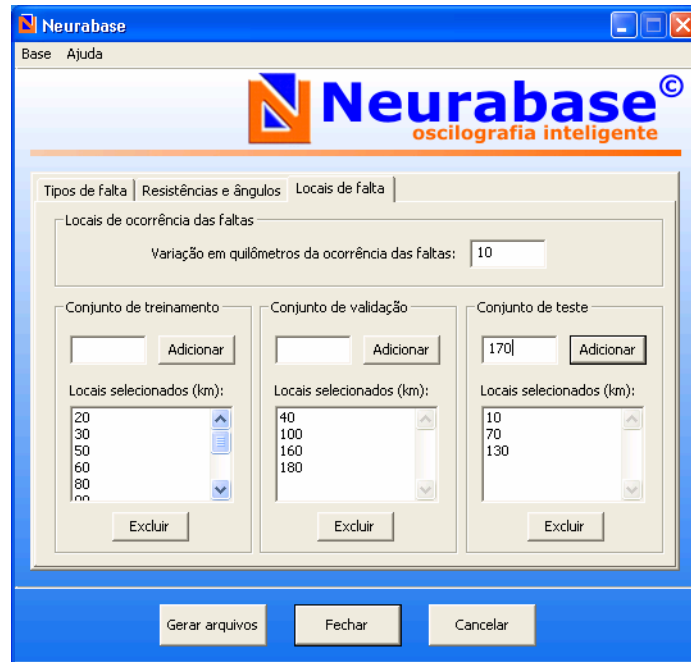 Neurabase
Base Ajuda
Neurabase©
oscilografia inteligente
Tipos de falta Resistências e ângulos Locais de falta
Locais de ocorrência das faltas
Variação em quilômetros da ocorrência das faltas: 10
Conjunto de treinamento
Adicionar
Locais selecionados (km):
20
30
50
60
80
Excluir
Conjunto de validação
Adicionar
Locais selecionados (km):
40
100
160
180
Excluir
Conjunto de teste
170 Adicionar
Locais selecionados (km):
10
70
130
Excluir
Gerar arquivos Fechar Cancelar